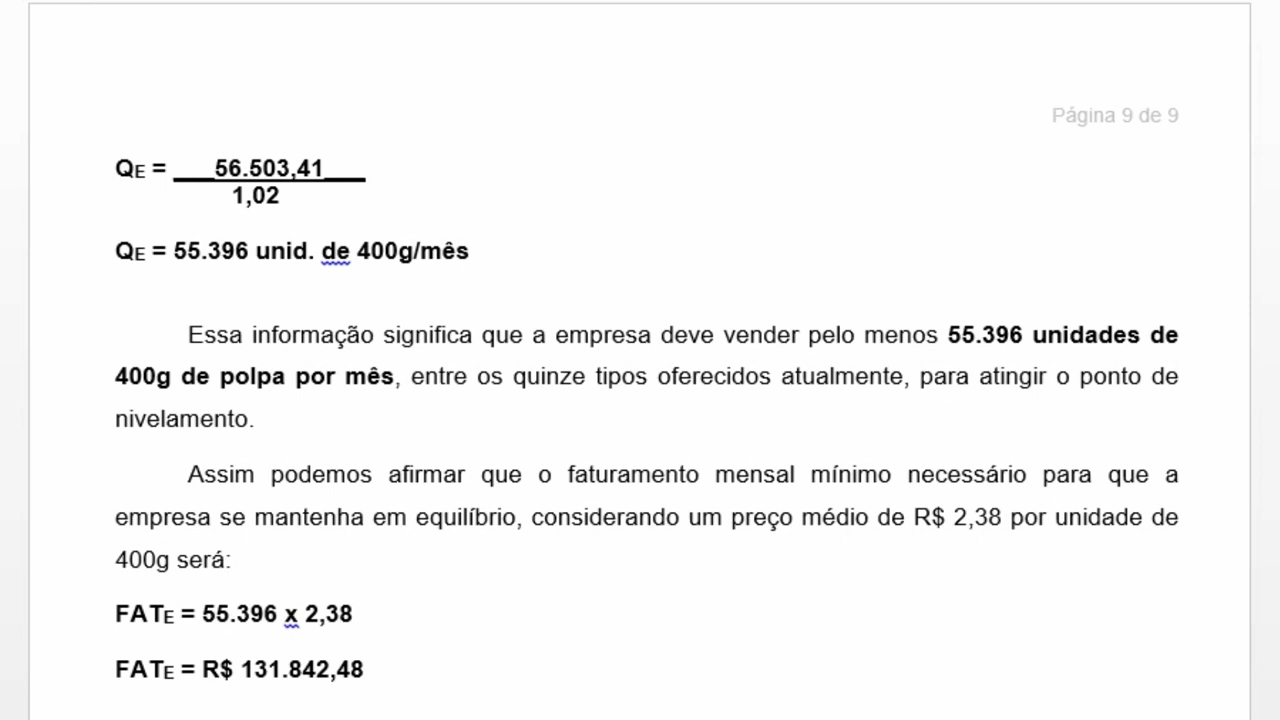 Página 9 de 9
QE = ___56.503,41___
1,02
QE = 55.396 unid. de 400g/mês
Essa informação significa que a empresa deve vender pelo menos 55.396 unidades de
400g de polpa por mês, entre os quinze tipos oferecidos atualmente, para atingir o ponto de
nivelamento.
Assim podemos afirmar que o faturamento mensal mínimo necessário para que a
empresa se mantenha em equilíbrio, considerando um preço médio de R$ 2,38 por unidade de
400g será:
FATE = 55.396 x 2,38
FATE = R$ 131.842,48